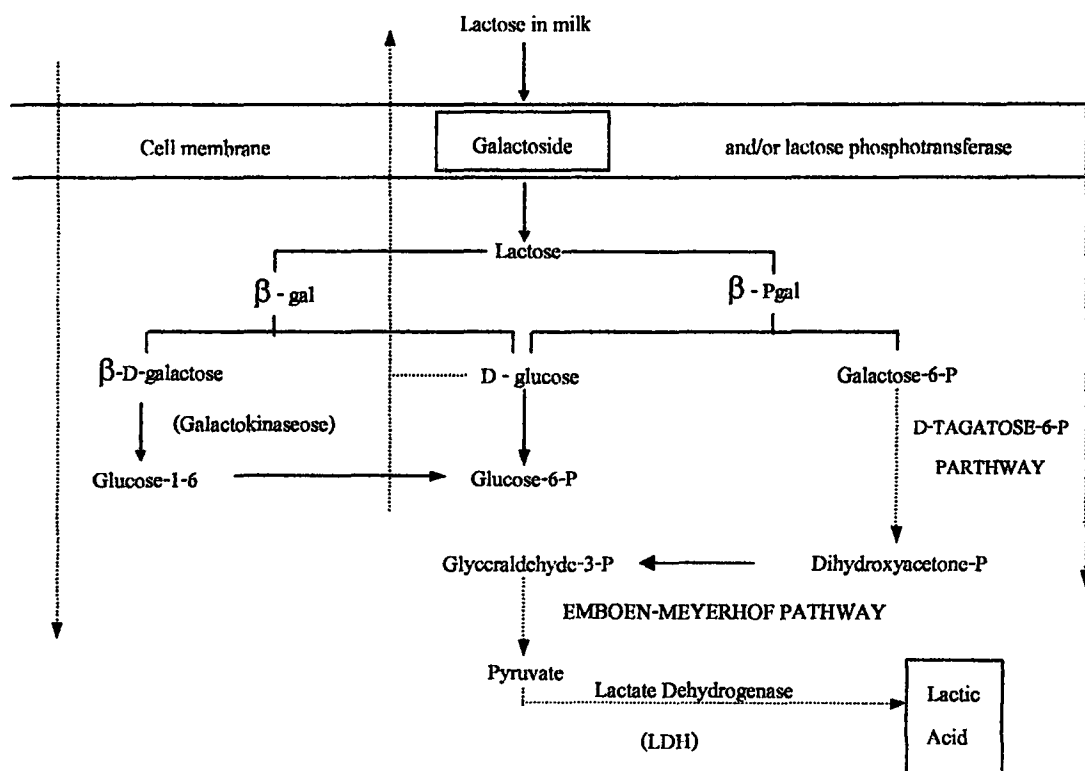 Lactose in milk
Cell membrane
Galactoside
and/or lactose phosphotransferase
Lactose
β - gal
β - Pgal
β-D-galactose
D - glucose
Galactose-6-P
(Galactokinaseose)
D-TAGATOSE-6-P
PARTHWAY
Glucose-1-6
Glucose-6-P
Glyceraldehyde-3-P
Dihydroxyacetone-P
EMBOEN-MEYERHOF PATHWAY
Pyruvate
Lactate Dehydrogenase
(LDH)
Lactic
Acid